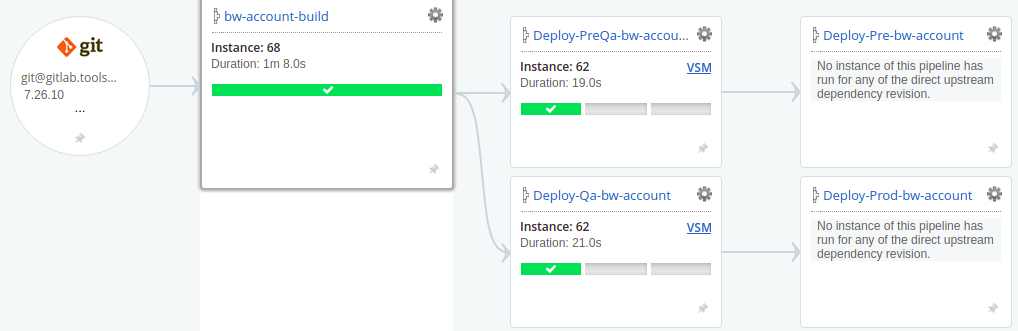 git
git@gitlab.tools...
7.26.10
...
bw-account-build
Instance: 68
Duration: 1m 8.0s
Deploy-PreQa-bw-accou...
Instance: 62
VSM
Duration: 19.0s
Deploy-Pre-bw-account
No instance of this pipeline has
run for any of the direct upstream
dependency revision.
Deploy-Qa-bw-account
Instance: 62
VSM
Duration: 21.0s
Deploy-Prod-bw-account
No instance of this pipeline has
run for any of the direct upstream
dependency revision.